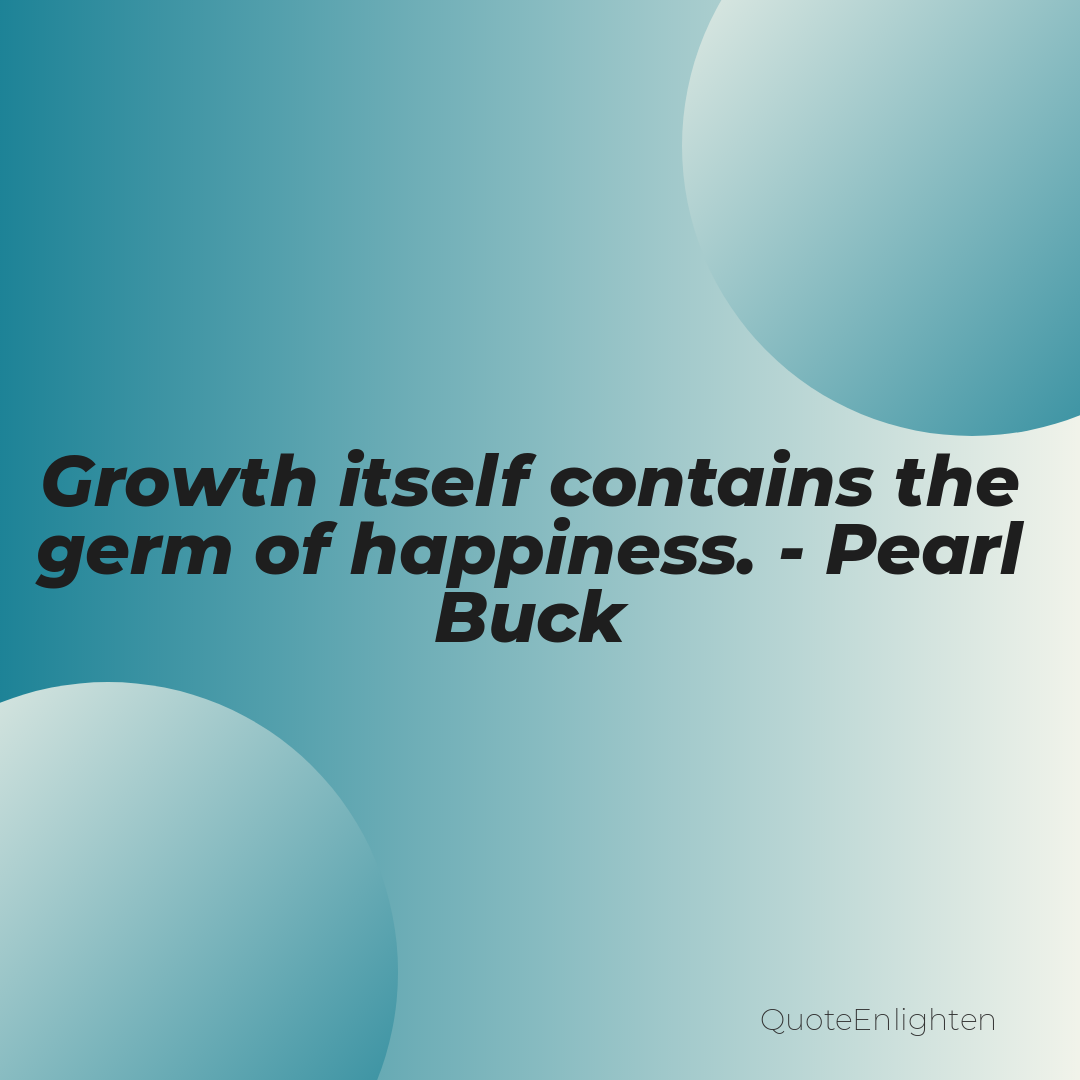 Growth itself contains the
germ of happiness. - Pearl
Buck
QuoteEnlighten